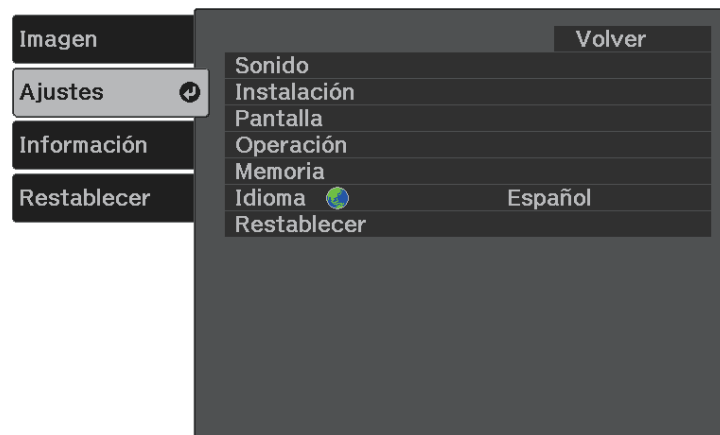 Imagen
Ajustes
Información
Restablecer
Volver
Sonido
Instalación
Pantalla
Operación
Memoria
Idioma Español
Restablecer